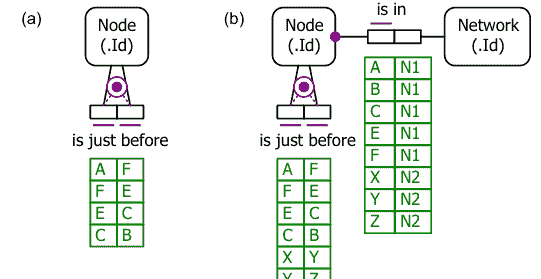 (a)
Node
(.Id)
is just before
A F
F E
E C
C B
(b)
Node
(.Id)
is in
Network
(.Id)
is just before
A F
F E
E C
C B
X Y
Y Z
A N1
B N1
C N1
E N1
F N1
X N2
Y N2
Z N2